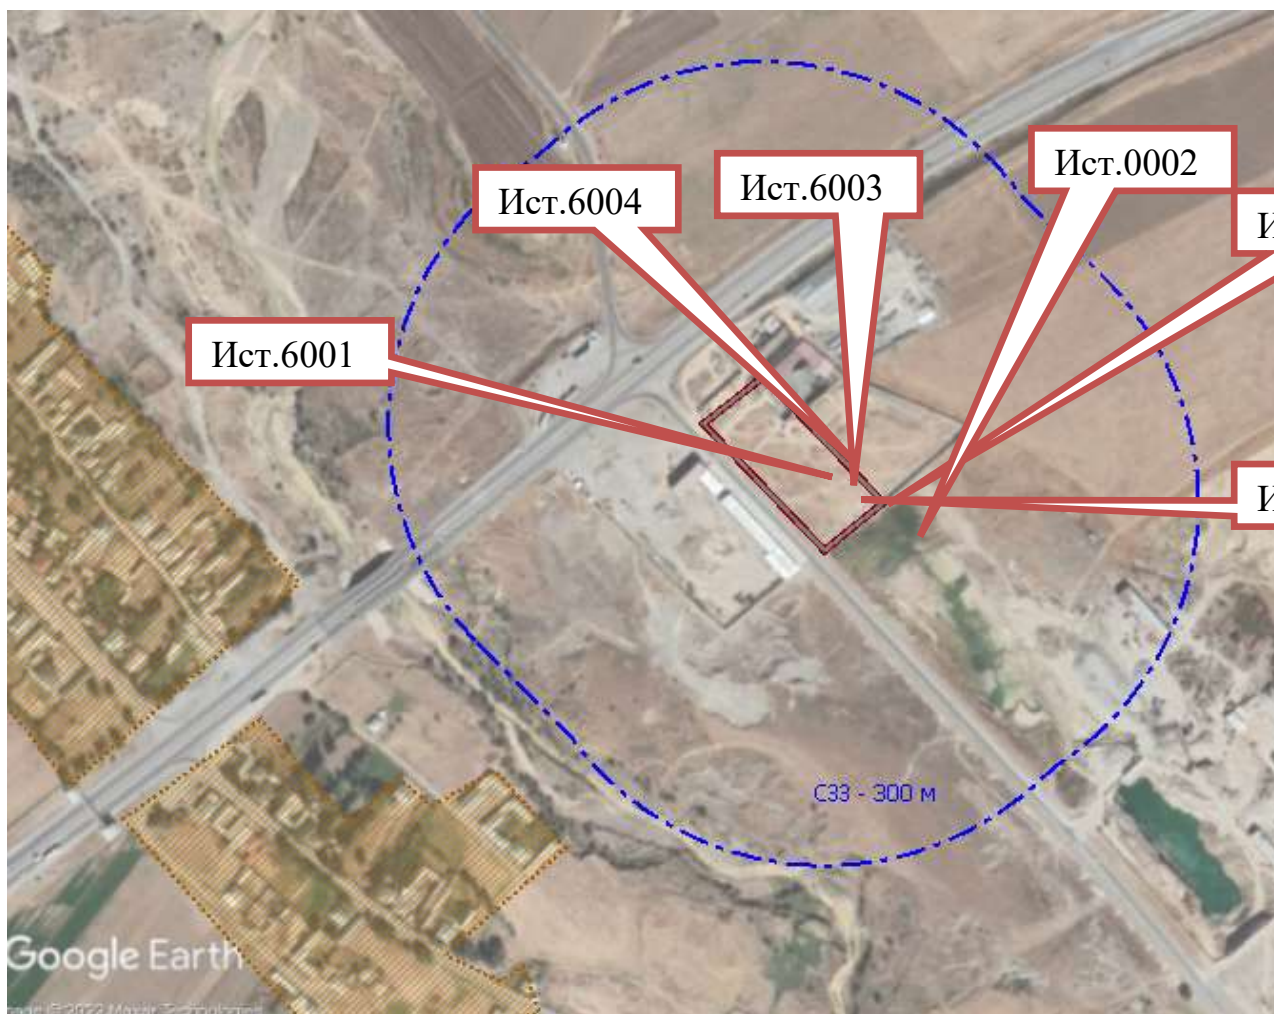 Ист.0002
Ист.6003
Ист.6004
И
Ист.6001
И
СЗЗ - 300 м
Google Earth